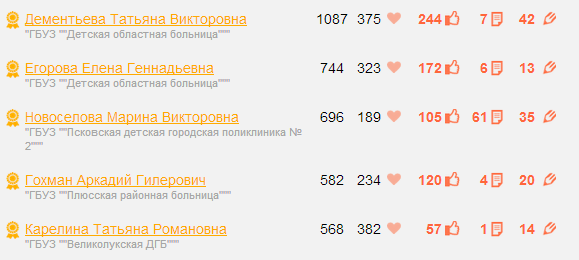 Дементьева Татьяна Викторовна 1087 375 244 7 42
"ГБУЗ ""Детская областная больница"""
Егорова Елена Геннадьевна 744 323 172 6 13
"ГБУЗ ""Детская областная больница"""
Новоселова Марина Викторовна 696 189 105 61 35
"ГБУЗ ""Псковская детская городская поликлиника №
2"""
Гохман Аркадий Гилерович 582 234 120 4 20
"ГБУЗ ""Плюсская районная больница"""
Карелина Татьяна Романовна 568 382 57 1 14
"ГБУЗ ""Великолукская ДГБ"""